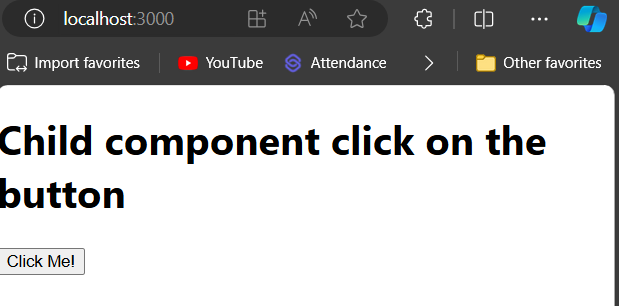 localhost:3000
Import favorites YouTube Attendance Other favorites
Child component click on the
button
Click Me!